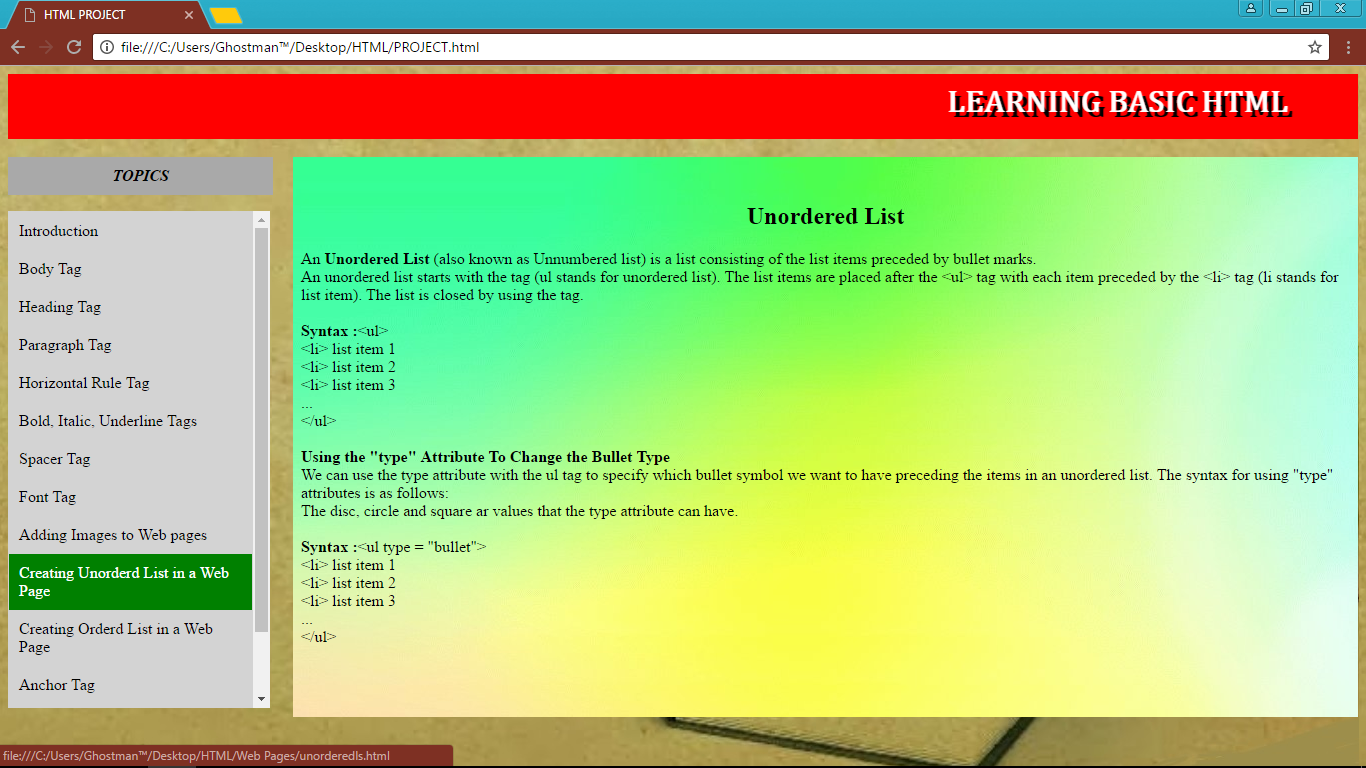 HTML PROJECT
file:///C:/Users/Ghostman™/Desktop/HTML/PROJECT.html
LEARNING BASIC HTML
TOPICS
Introduction
Body Tag
Heading Tag
Paragraph Tag
Horizontal Rule Tag
Bold, Italic, Underline Tags
Spacer Tag
Font Tag
Adding Images to Web pages
Creating Unorderd List in a Web
Page
Creating Orderd List in a Web
Page
Anchor Tag
Unordered List
An Unordered List (also known as Unnumbered list) is a list consisting of the list items preceded by bullet marks.
An unordered list starts with the tag (ul stands for unordered list). The list items are placed after the <ul> tag with each item preceded by the <li> tag (li stands for
list item). The list is closed by using the tag.
Syntax :<ul>
<li> list item 1
<li> list item 2
<li> list item 3
...
</ul>
Using the "type" Attribute To Change the Bullet Type
We can use the type attribute with the ul tag to specify which bullet symbol we want to have preceding the items in an unordered list. The syntax for using "type"
attributes is as follows:
The disc, circle and square ar values that the type attribute can have.
Syntax :<ul type = "bullet">
<li> list item 1
<li> list item 2
<li> list item 3
...
</ul>
file:///C:/Users/Ghostman™/Desktop/HTML/Web Pages/unorderedls.html